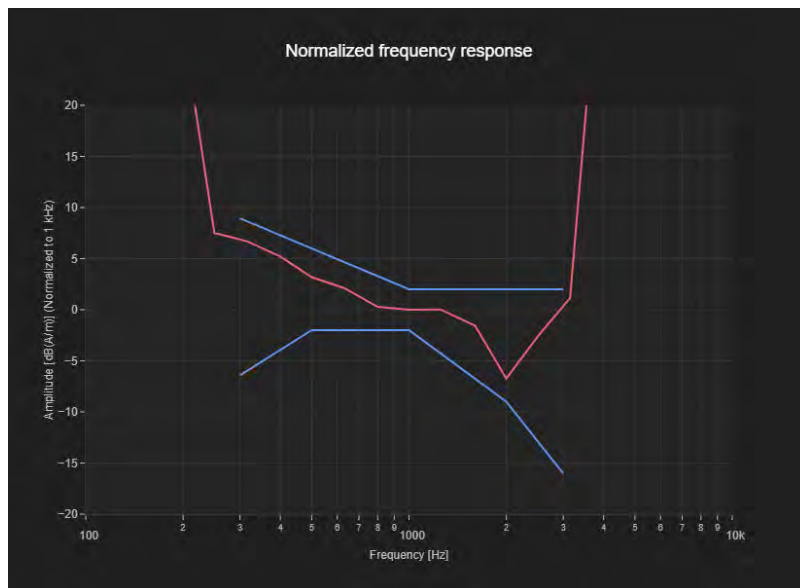 Normalized frequency response
Amplitude [dB(A/m)] (Normalized to 1 kHz)
20
15
10
5
0
−5
−10
−15
−20
100 2 3 4 5 6 7 8 9 1000 2 3 4 5 6 7 8 9 10k
Frequency [Hz]